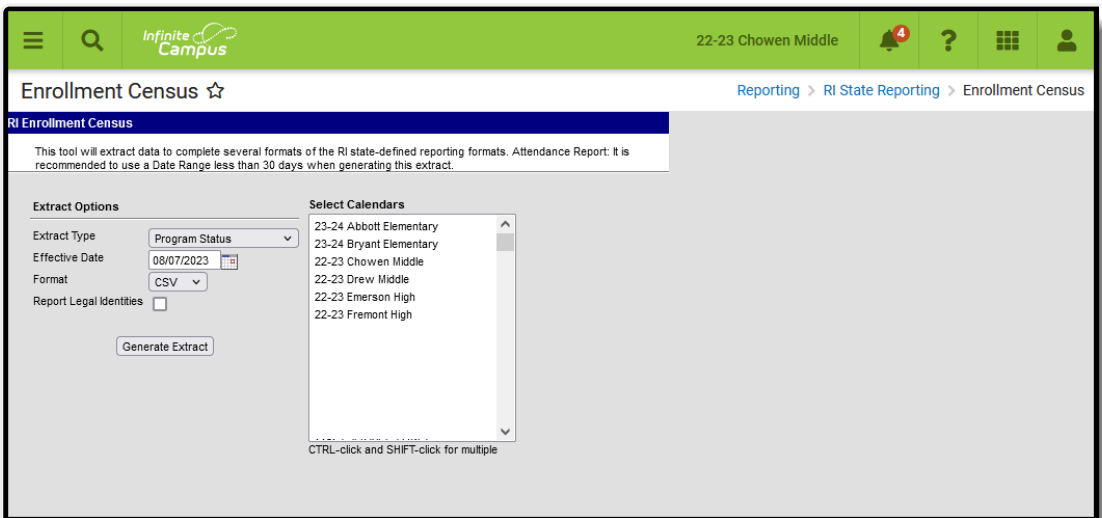 Infinite Campus
22-23 Chowen Middle
4
?
Enrollment Census
Reporting > RI State Reporting > Enrollment Census
RI Enrollment Census
This tool will extract data to complete several formats of the RI state-defined reporting formats. Attendance Report: It is
recommended to use a Date Range less than 30 days when generating this extract.
Extract Options
Extract Type
Program Status
Effective Date
08/07/2023
Format
CSV
Report Legal Identities
Generate Extract
Select Calendars
23-24 Abbott Elementary
23-24 Bryant Elementary
22-23 Chowen Middle
22-23 Drew Middle
22-23 Emerson High
22-23 Fremont High
CTRL-click and SHIFT-click for multiple